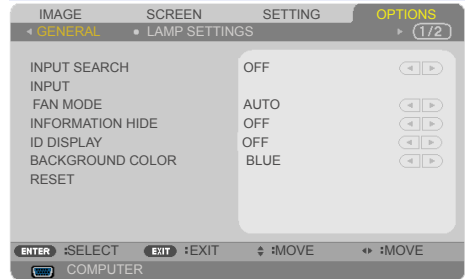 IMAGE SCREEN SETTING OPTIONS
GENERAL LAMP SETTINGS 1/2
INPUT SEARCH OFF
INPUT
FAN MODE AUTO
INFORMATION HIDE OFF
ID DISPLAY OFF
BACKGROUND COLOR BLUE
RESET
ENTER :SELECT EXIT :EXIT :MOVE :MOVE
COMPUTER